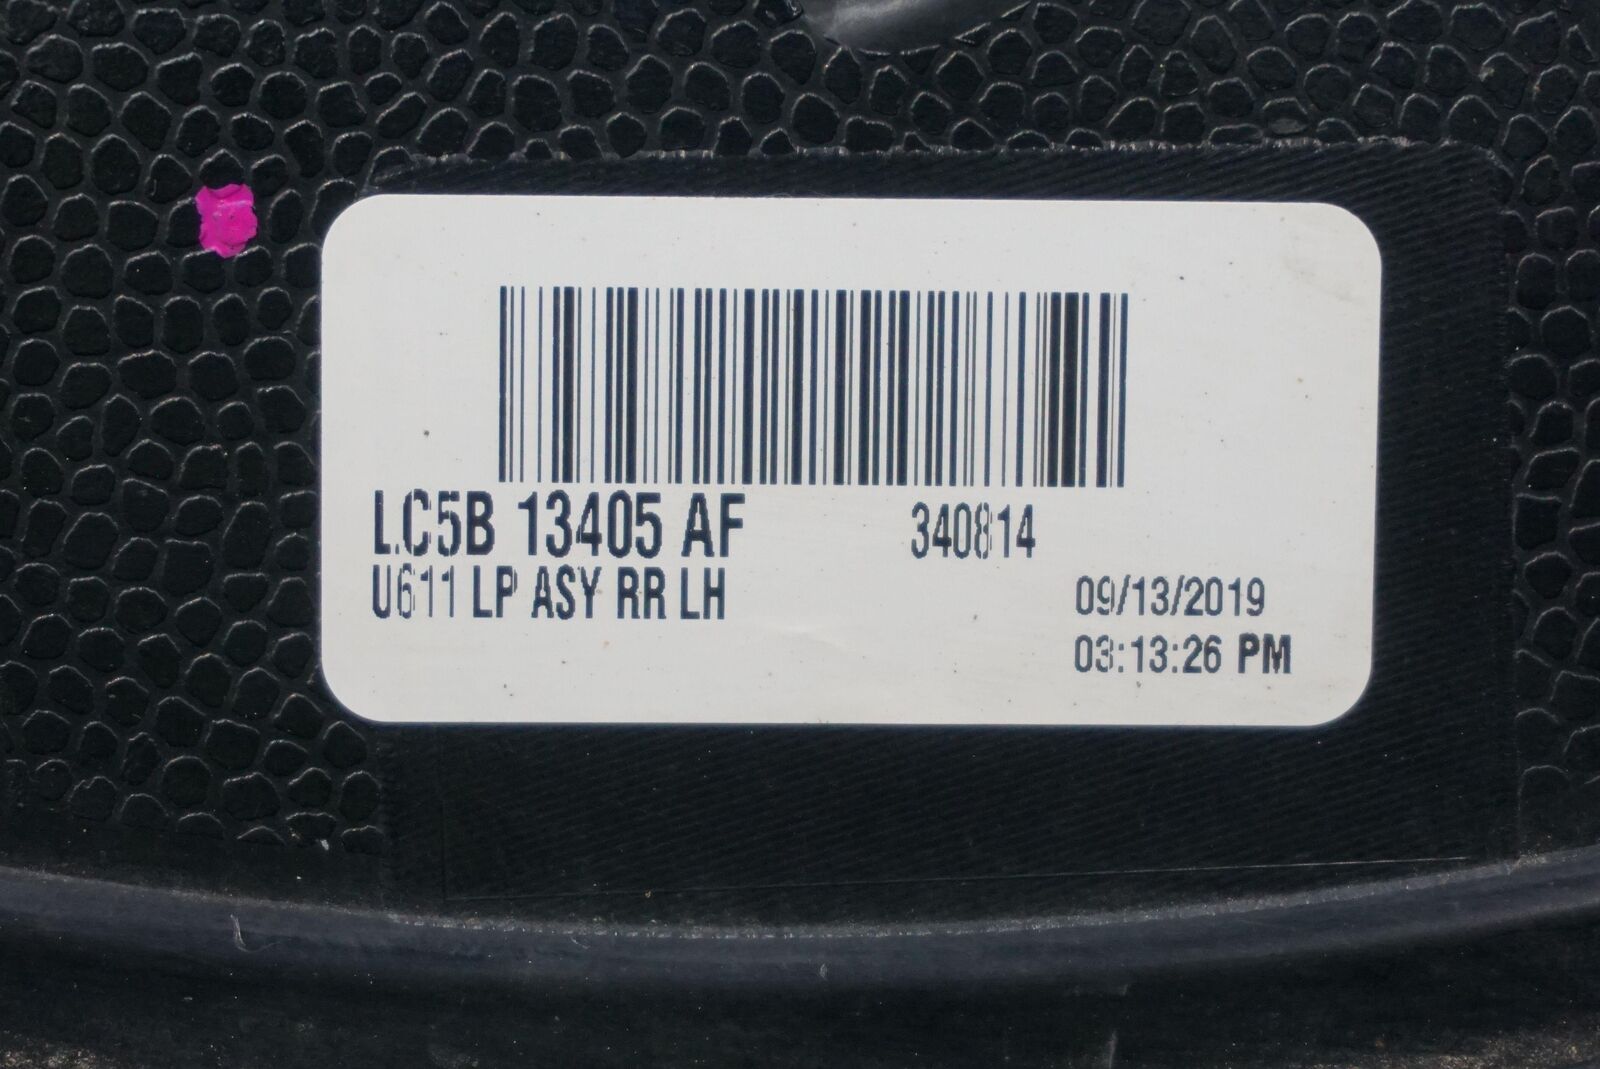 LC5B 13405 AF 340814
U611 LP ASY RR LH 09/13/2019
03:13:26 PM